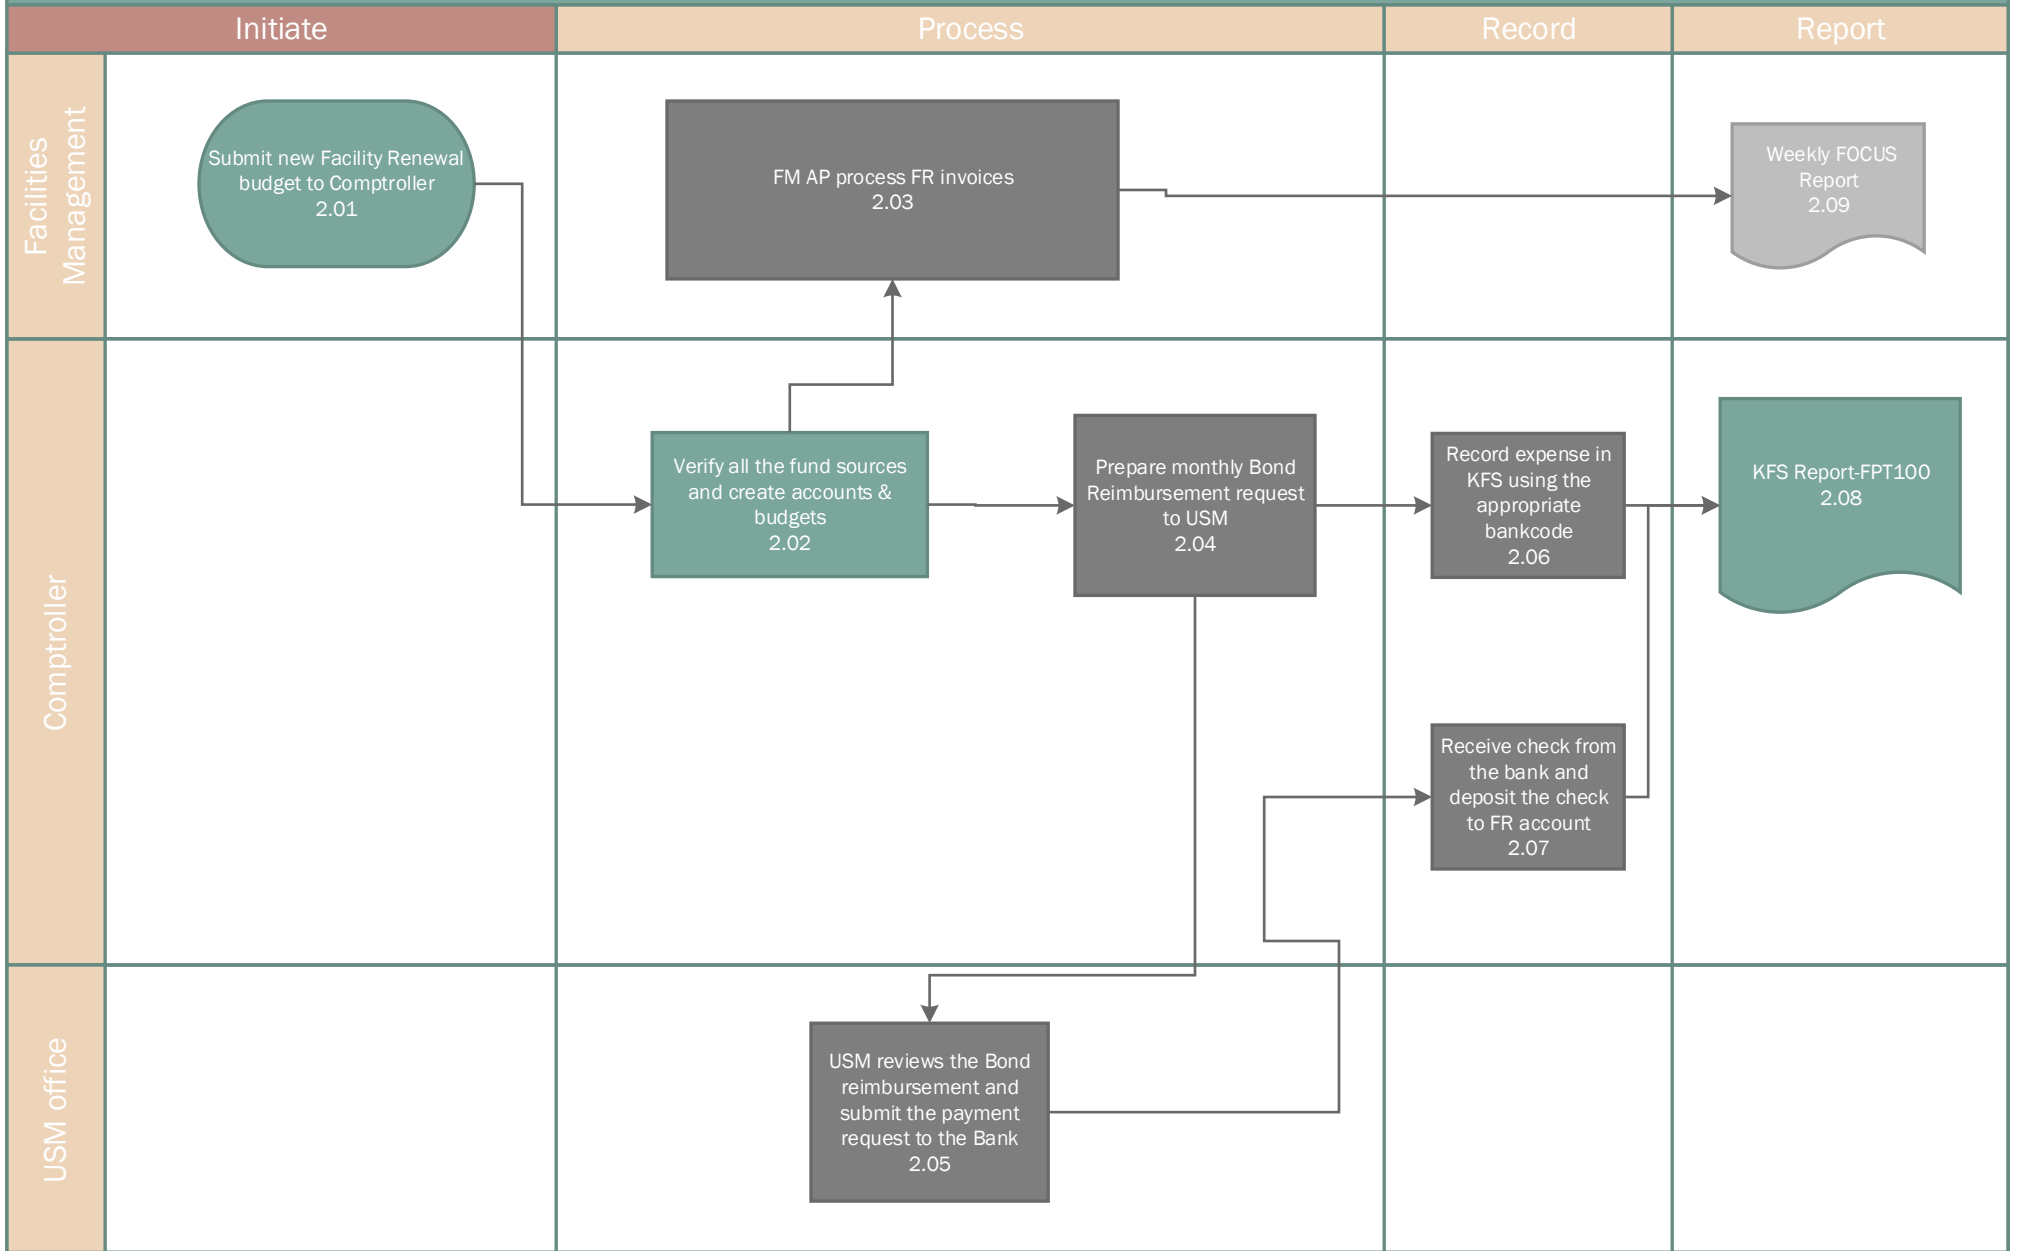 Initiate
Process
Record
Report
Facilities
Management
Submit new Facility Renewal
budget to Comptroller
2.01
FM AP process FR invoices
2.03
Weekly FOCUS
Report
2.09
Comptroller
Verify all the fund sources
and create accounts &
budgets
2.02
Prepare monthly Bond
Reimbursement request
to USM
2.04
Record expense in
KFS using the
appropriate
bankcode
2.06
KFS Report-FPT100
2.08
Receive check from
the bank and
deposit the check
to FR account
2.07
USM office
USM reviews the Bond
reimbursement and
submit the payment
request to the Bank
2.05